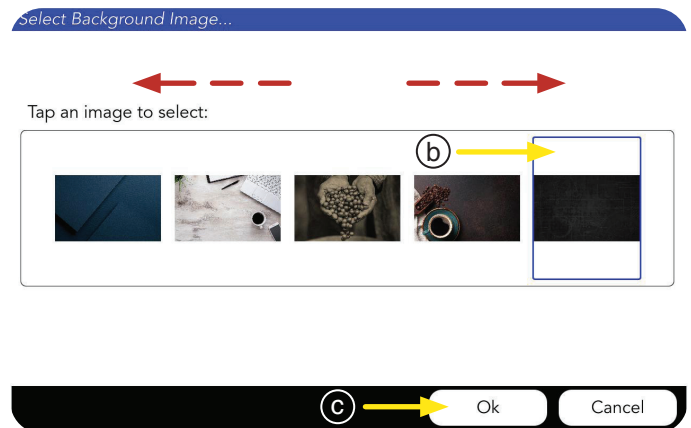 Select Background Image...
Tap an image to select:
b
c
Ok
Cancel